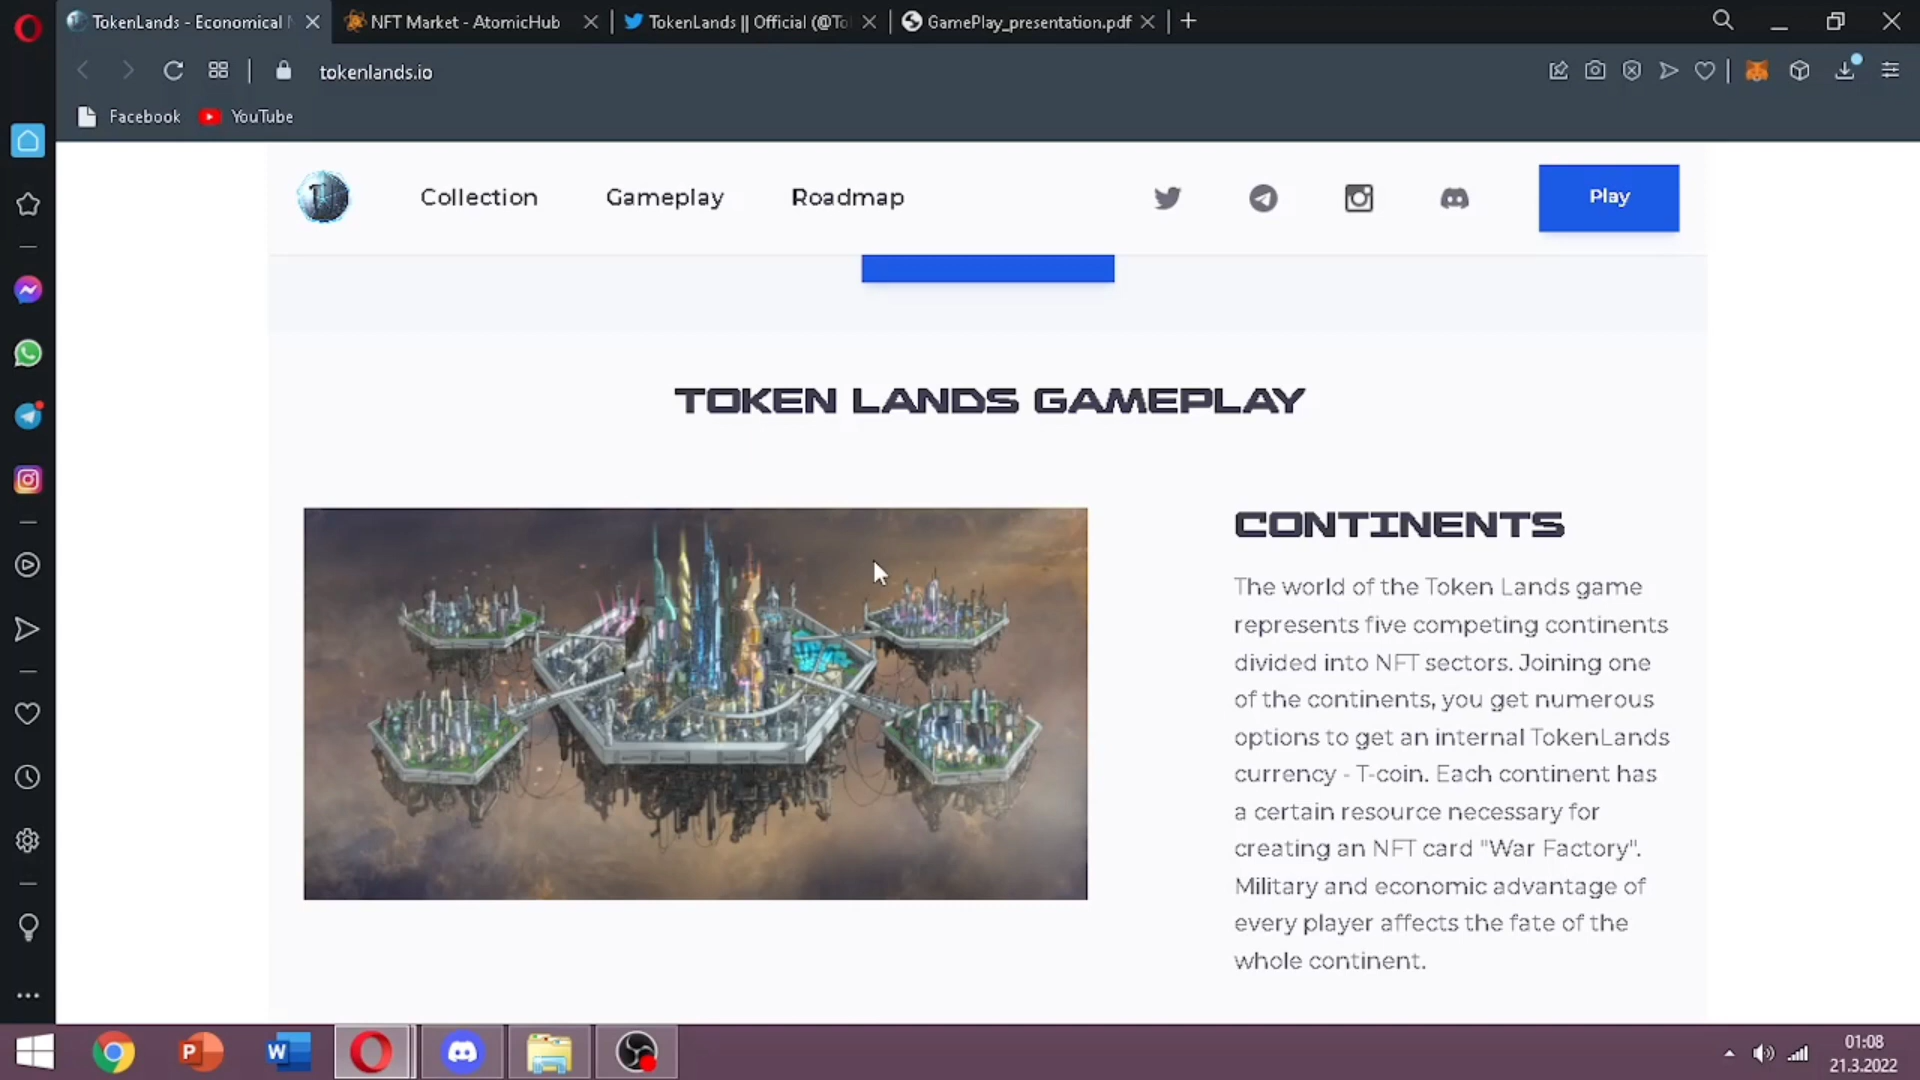 TokenLands - Economical
NFT Market - AtomicHub
TokenLands || Official (@To
GamePlay_presentation.pdf
tokenlands.io
Facebook
YouTube
Collection
Gameplay
Roadmap
Play
TOKEN LANDS GAMEPLAY
CONTINENTS
The world of the Token Lands game
represents five competing continents
divided into NFT sectors. Joining one
of the continents, you get numerous
options to get an internal TokenLands
currency - T-coin. Each continent has
a certain resource necessary for
creating an NFT card "War Factory".
Military and economic advantage of
every player affects the fate of the
whole continent.
01:08
21.3.2022